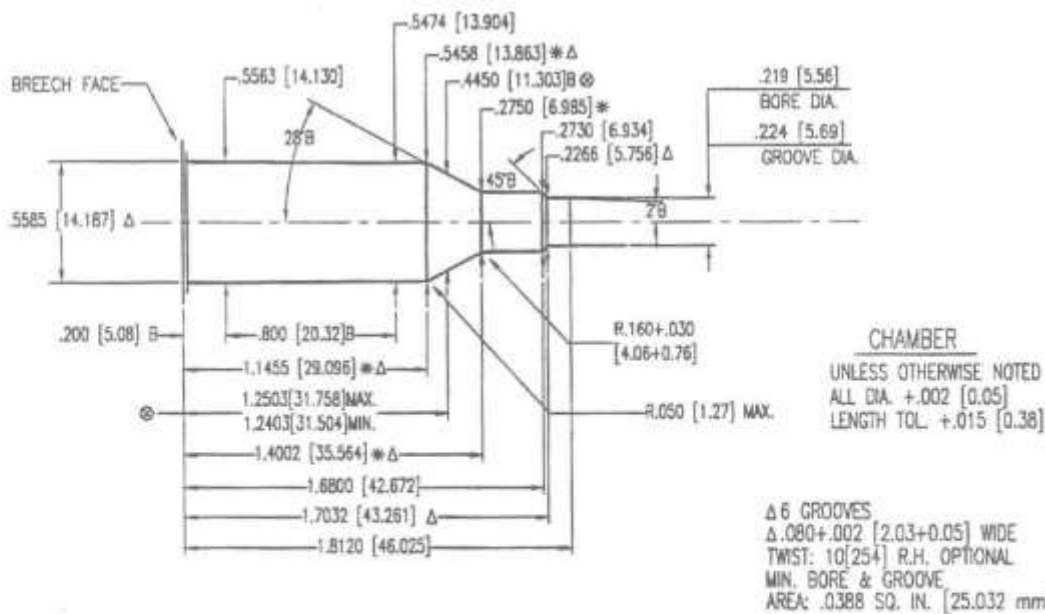 .5474 [13.904]
.5458 [13.863]*Δ
.4450 [11.303]B⊗
BREECH FACE
.5563 [14.130]
.2750 [6.985]*
.219 [5.56]
BORE DIA.
.2730 [6.934]
.2266 [5.756]Δ
.224 [5.69]
GROOVE DIA.
28°B
45°B
2°B
.5585 [14.187] Δ
.200 [5.08] B
.800 [20.32]B
R.160+.030
[4.06+0.76]
1.1455 [29.096]*Δ
⊗
1.2503[31.758]MAX.
1.2403[31.504]MIN.
R.050 [1.27] MAX.
1.4002 [35.564]*Δ
1.6800 [42.672]
1.7032 [43.261] Δ
1.8120 [46.025]
CHAMBER
UNLESS OTHERWISE NOTED
ALL DIA. +.002 [0.05]
LENGTH TOL. +.015 [0.38]
Δ 6 GROOVES
Δ.080+.002 [2.03+0.05] WIDE
TWIST: 10[254] R.H. OPTIONAL
MIN. BORE & GROOVE
AREA: .0388 SQ. IN. [25.032 mm